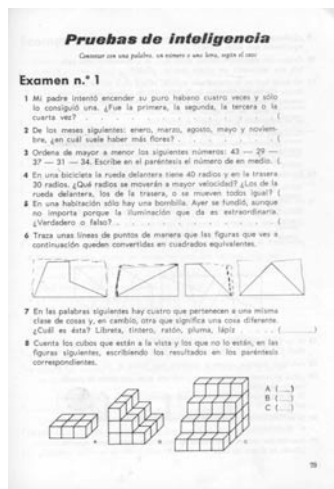 Pruebas de inteligencia
Contestar con una palabra, un número o una letra, según el caso
Examen n.° 1
1 Mi padre intentó encender su puro habano cuatro veces y sólo
lo consiguió una. ¿Fue la primera, la segunda, la tercera o la
cuarta vez? . . . . (
2 De los meses siguientes: enero, marzo, agosto, mayo y noviem-
bre, ¿en cuál suele haber más flores? . . . . (
3 Ordena de mayor a menor los siguientes números: 43 — 29 —
37 — 31 — 34. Escribe en el paréntesis el número de en medio. (
4 En una bicicleta la rueda delantera tiene 40 radios y en la trasera
30 radios. ¿Qué radios se moverán a mayor velocidad? ¿Los de la
rueda delantera, los de la trasera, o se mueven todos igual? (
5 En una habitación sólo hay una bombilla. Ayer se fundió, aunque
no importa porque la iluminación que da es extraordinaria.
¿Verdadero o falso? . . . . (
6 Traza unas líneas de puntos de manera que las figuras que ves a
continuación queden convertidas en cuadrados equivalentes.
7 En las palabras siguientes hay cuatro que pertenecen a una misma
clase de cosas y, en cambio, otra que significa una cosa diferente.
¿Cuál es ésta? Libreta, tintero, ratón, pluma, lápiz . . . (      )
8 Cuenta los cubos que están a la vista y los que no lo están, en las
figuras siguientes, escribiendo los resultados en los paréntesis
correspondientes.
A (...)
B (...)
C (...)